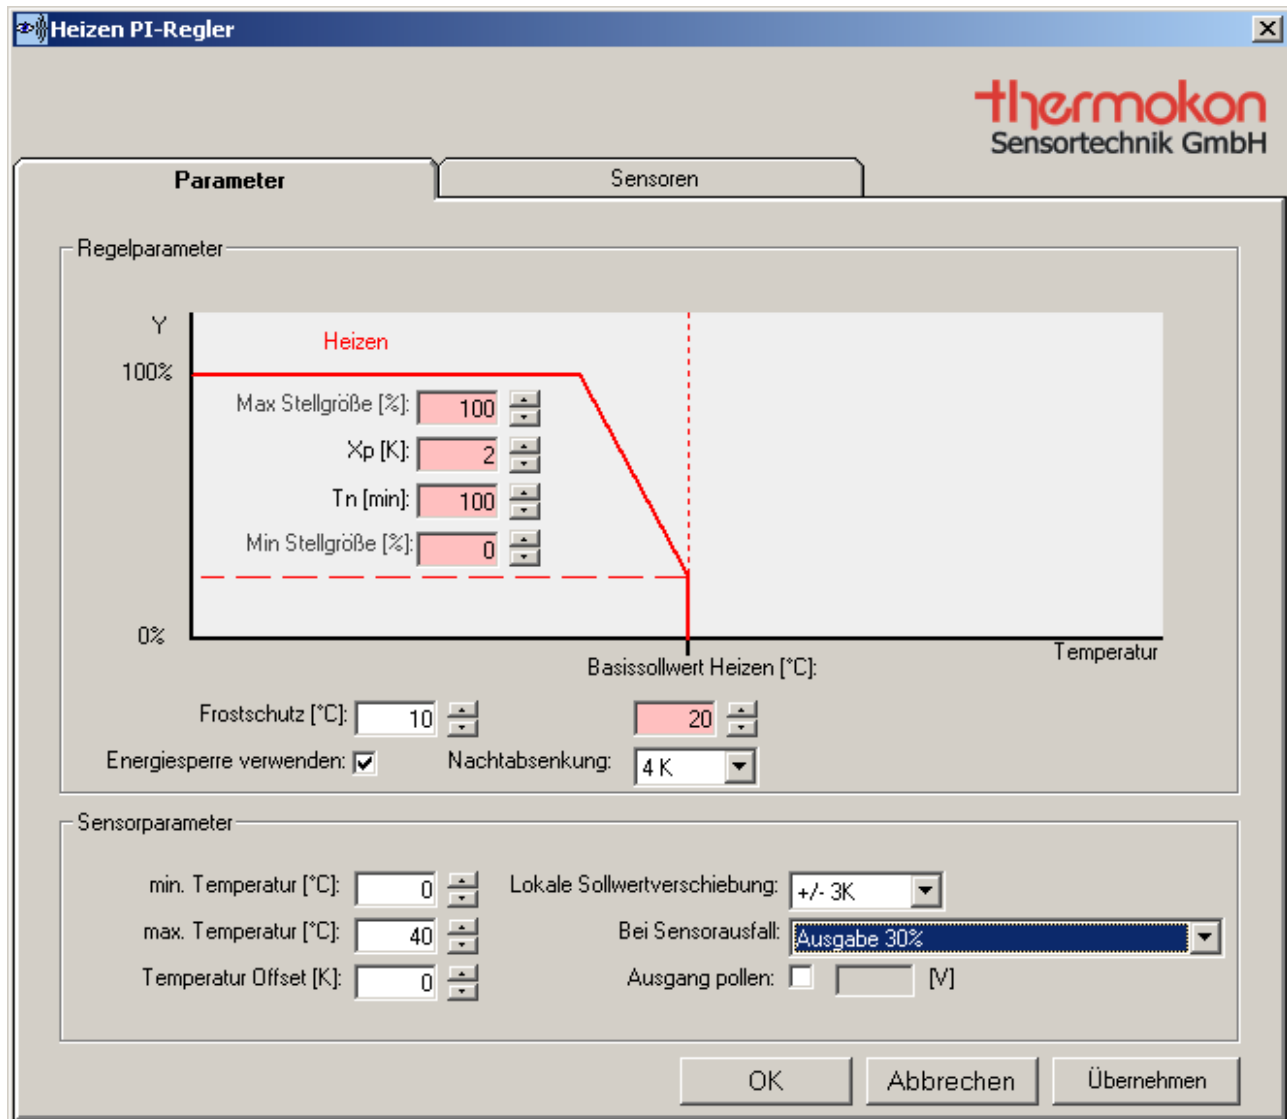 Heizen PI-Regler
thermokon
Sensortechnik GmbH
Parameter
Sensoren
Regelparameter
Y
Heizen
100%
Max Stellgröße [%]: 100
Xp [K]: 2
Tn [min]: 100
Min Stellgröße [%]: 0
0%
Temperatur
Basissollwert Heizen [°C]:
Frostschutz [°C]: 10 20
Energiesperre verwenden: Nachtabsenkung: 4 K
Sensorparameter
min. Temperatur [°C]: 0 Lokale Sollwertverschiebung: +/- 3K
max. Temperatur [°C]: 40 Bei Sensorausfall: Ausgabe 30%
Temperatur Offset [K]: 0 Ausgang pollen: [V]
OK Abbrechen Übernehmen